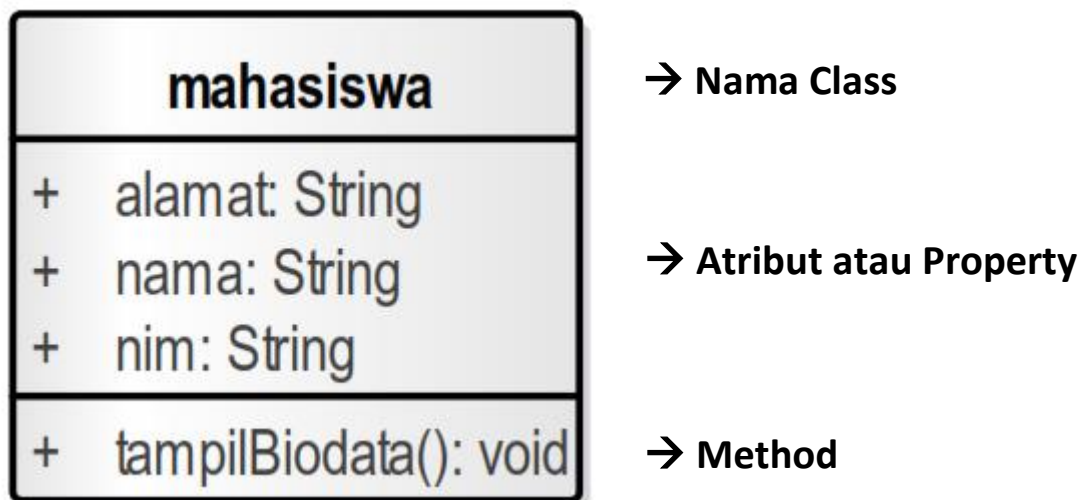 mahasiswa
→ Nama Class
+ alamat: String
+ nama: String
→ Atribut atau Property
+ nim: String
+ tampilBiodata(): void
→ Method